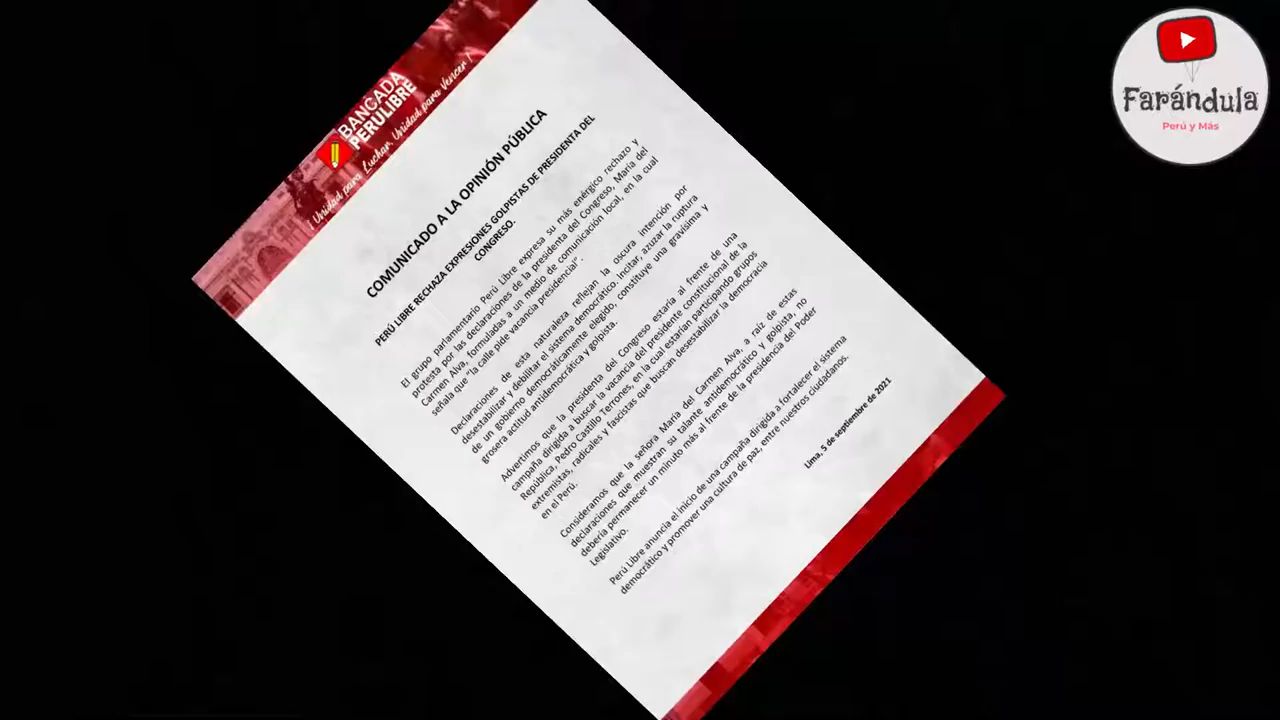 BANCADA
PERÚ LIBRE
¡ Unidad para Luchar, Unidad para Vencer !
COMUNICADO A LA OPINIÓN PÚBLICA
PERÚ LIBRE RECHAZA EXPRESIONES GOLPISTAS DE PRESIDENTA DEL
CONGRESO.
El grupo parlamentario Perú Libre expresa su más enérgico rechazo y
protesta por las declaraciones de la presidenta del Congreso, María del
Carmen Alva, formuladas a un medio de comunicación local, en la cual
señala que "la calle pide vacancia presidencial".
Declaraciones de esta naturaleza reflejan la oscura intención por
desestabilizar y debilitar el sistema democrático. Incitar, azuzar la ruptura
de un gobierno democráticamente elegido, constituye una gravísima y
grosera actitud antidemocrática y golpista.
Advertimos que la presidenta del Congreso estaría al frente de una
campaña dirigida a buscar la vacancia del presidente constitucional de la
República, Pedro Castillo Terrones, en la cual estarían participando grupos
extremistas, radicales y fascistas que buscan desestabilizar la democracia
en el Perú.
Consideramos que la señora María del Carmen Alva, a raíz de estas
declaraciones que muestran su talante antidemocrático y golpista, no
debería permanecer un minuto más al frente de la presidencia del Poder
Legislativo.
Perú Libre anuncia el inicio de una campaña dirigida a fortalecer el sistema
democrático y promover una cultura de paz, entre nuestros ciudadanos.
Lima, 5 de septiembre de 2021
Farándula
Perú y Más